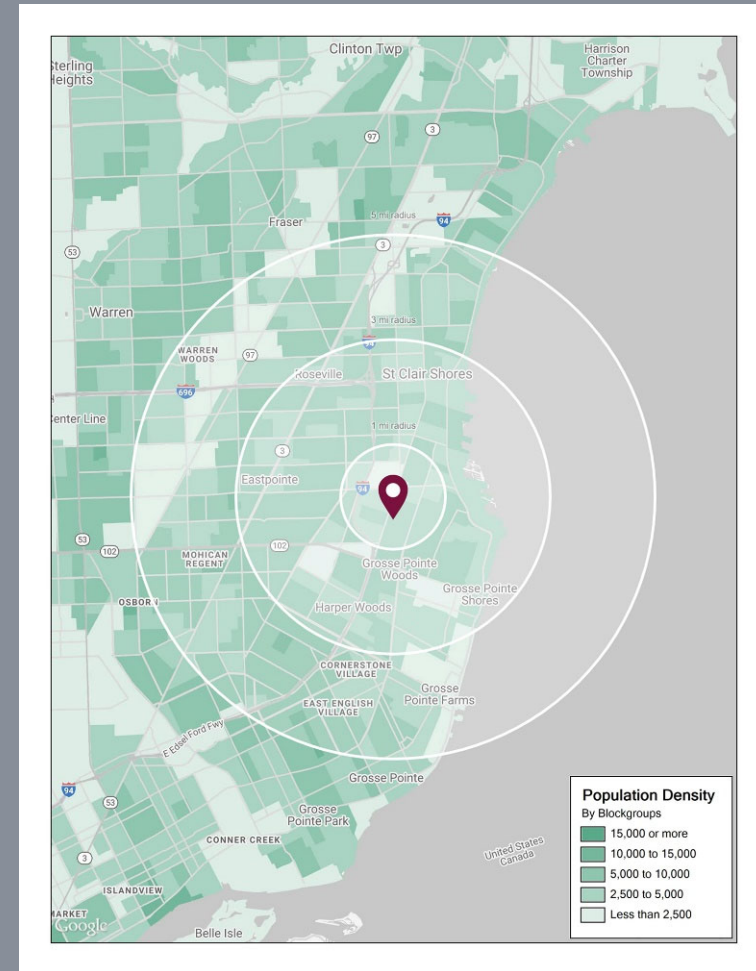 Clinton Twp
Harrison
Charter
Township
Sterling
Heights
97
3
5 mi radius
94
Fraser
3
53
Warren
3 mi radius
94
WARREN
WOODS
97
Roseville
St Clair Shores
696
Center Line
1 mi radius
3
Eastpointe
94
53
102
102
MOHICAN
REGENT
Grosse Pointe
Woods
Grosse Pointe
Shores
Harper Woods
CORNERSTONE
VILLAGE
Grosse
Pointe Farms
EAST ENGLISH
VILLAGE
E Edsel Ford Fwy
Grosse Pointe
94
53
Grosse
Pointe Park
CONNER CREEK
3
ISLANDVIEW
MARKET
Google
Belle Isle
United States
Canada
Population Density
By Blockgroups
15,000 or more
10,000 to 15,000
5,000 to 10,000
2,500 to 5,000
Less than 2,500